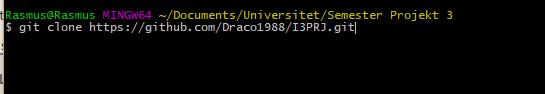 Rasmus@Rasmus MINGW64 ~/Documents/Universitet/Semester Projekt 3
$ git clone https://github.com/Draco1988/I3PRJ.git